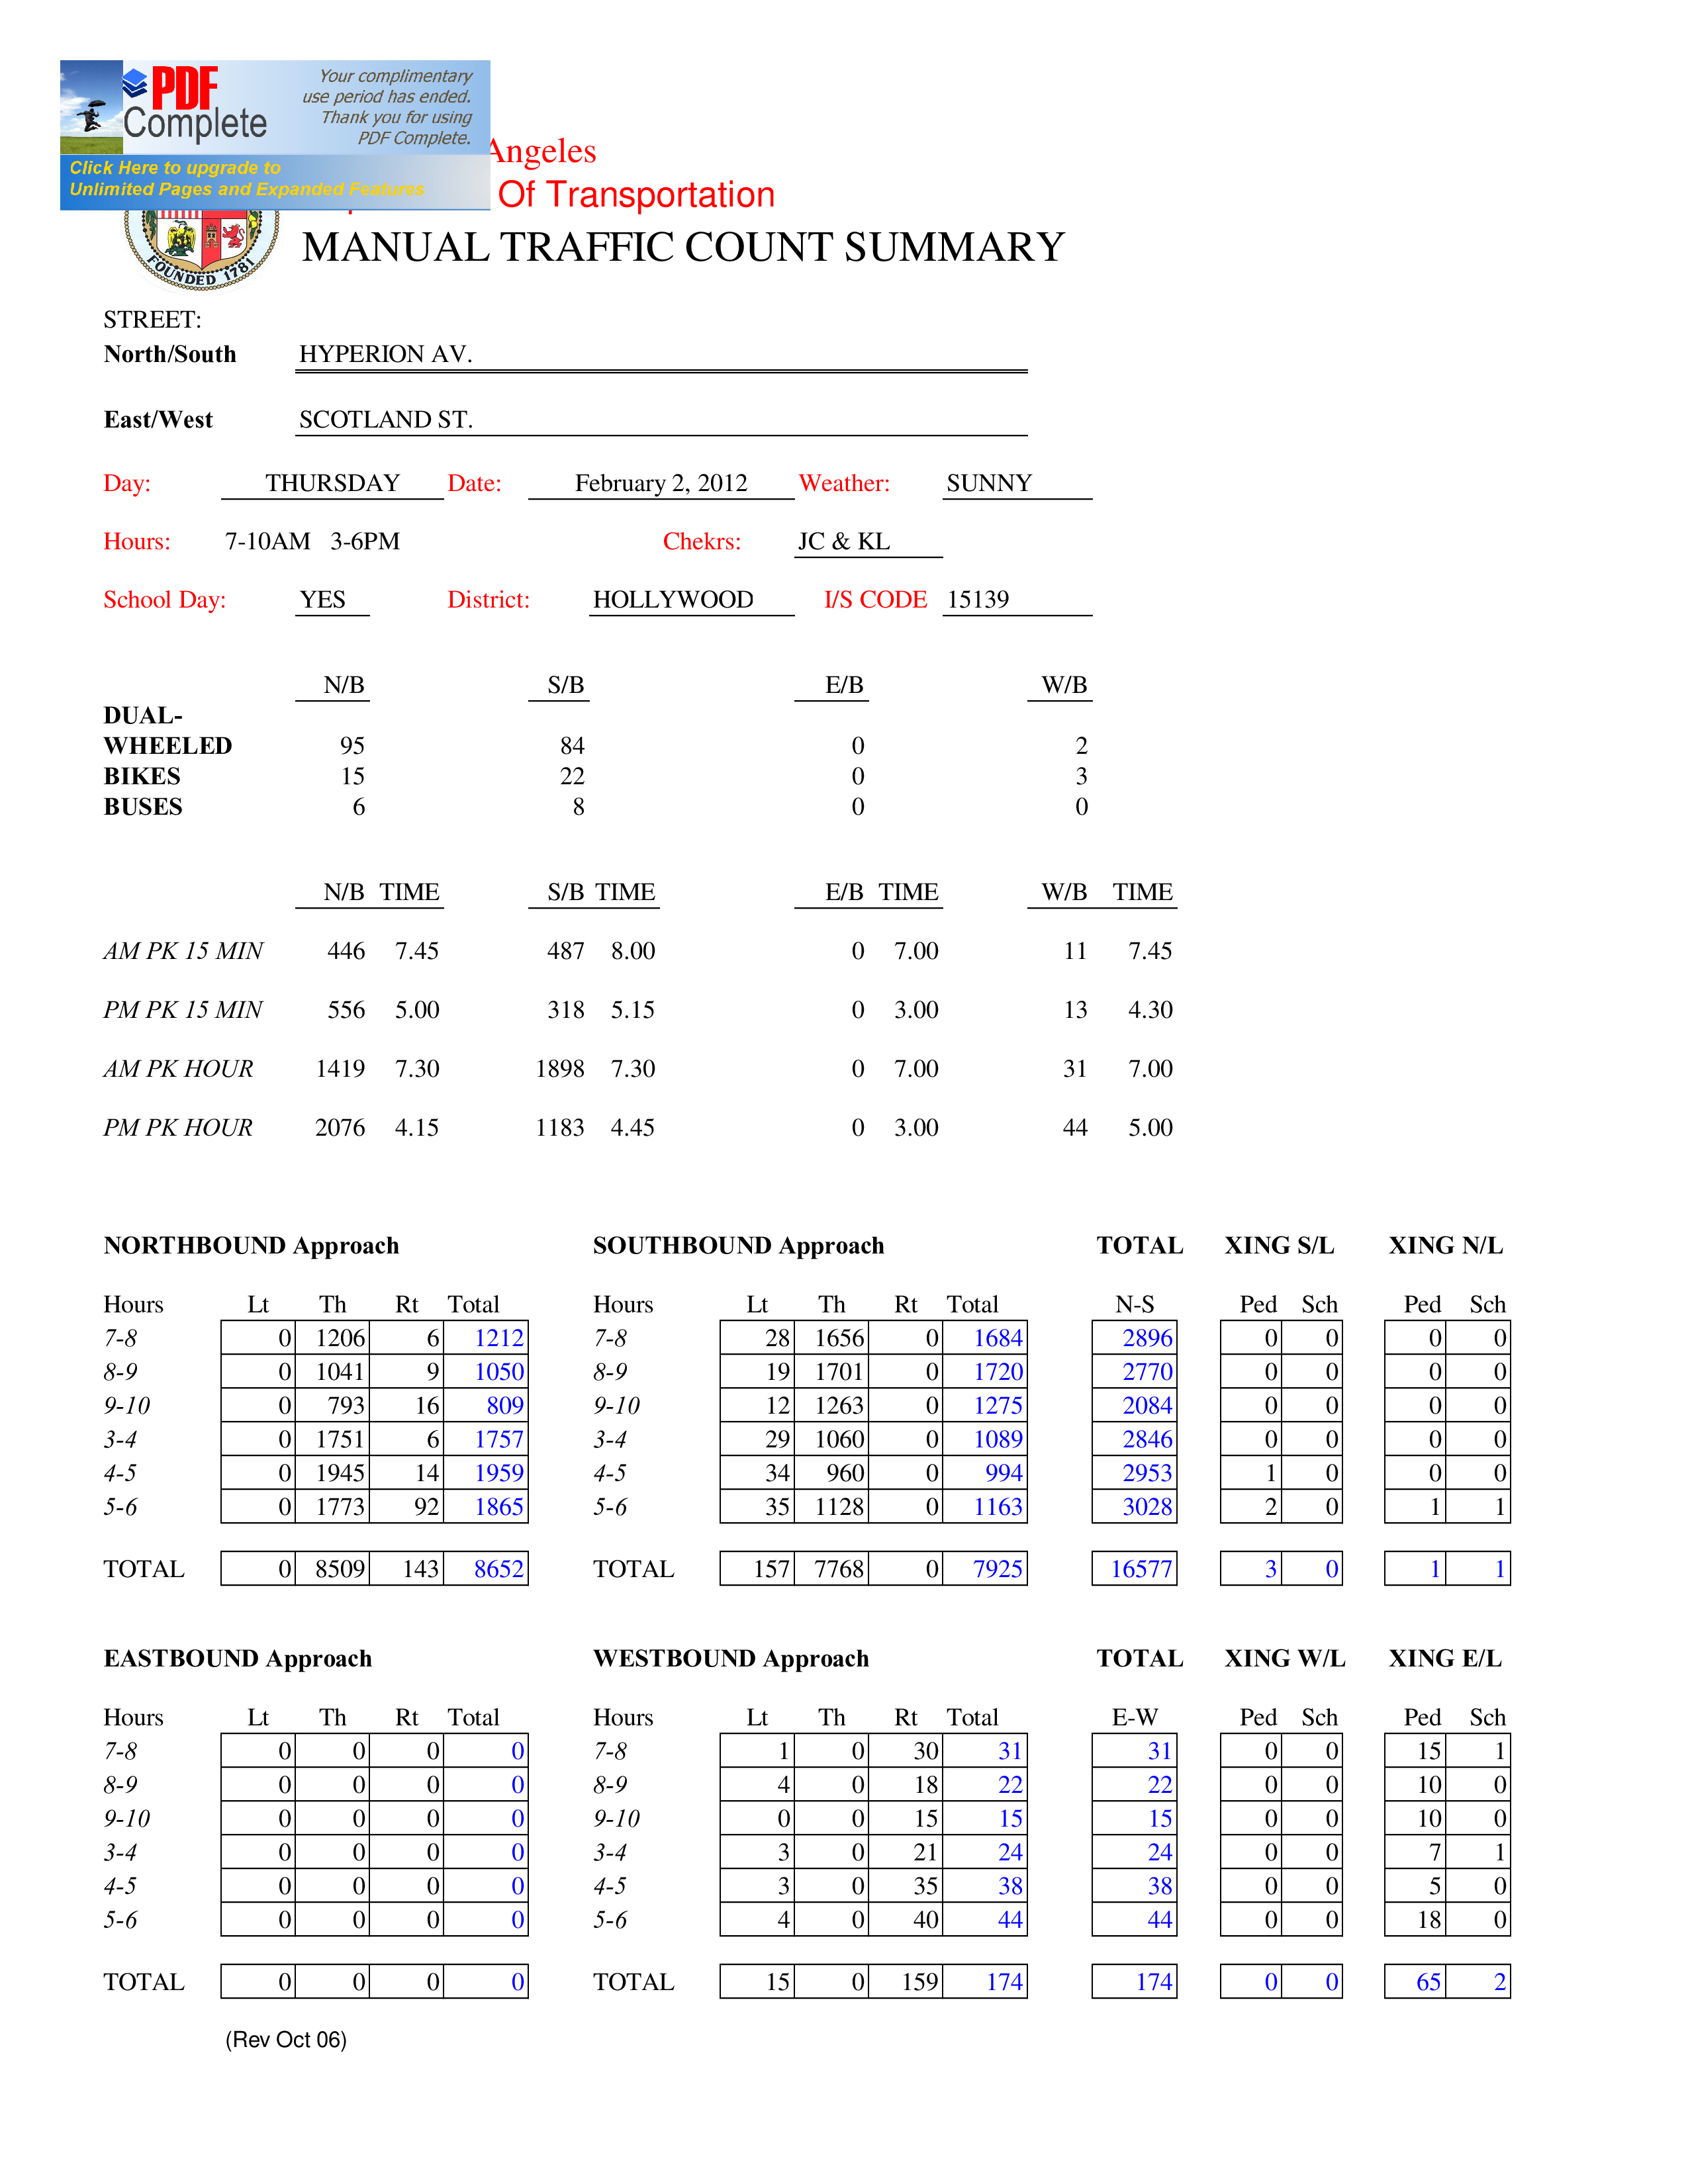 PDF Complete
Your complimentary
use period has ended.
Thank you for using
PDF Complete.
Click Here to upgrade to
Unlimited Pages and Expanded Features
Angeles
Of Transportation
FOUNDED 1781
MANUAL TRAFFIC COUNT SUMMARY
STREET:
North/South HYPERION AV.
East/West SCOTLAND ST.
Day: THURSDAY Date: February 2, 2012 Weather: SUNNY
Hours: 7-10AM 3-6PM Chekrs: JC & KL
School Day: YES District: HOLLYWOOD I/S CODE 15139
N/B S/B E/B W/B
DUAL-
WHEELED 95 84 0 2
BIKES 15 22 0 3
BUSES 6 8 0 0
N/B TIME S/B TIME E/B TIME W/B TIME
AM PK 15 MIN 446 7.45 487 8.00 0 7.00 11 7.45
PM PK 15 MIN 556 5.00 318 5.15 0 3.00 13 4.30
AM PK HOUR 1419 7.30 1898 7.30 0 7.00 31 7.00
PM PK HOUR 2076 4.15 1183 4.45 0 3.00 44 5.00
NORTHBOUND Approach SOUTHBOUND Approach TOTAL XING S/L XING N/L
Hours Lt Th Rt Total Hours Lt Th Rt Total N-S Ped Sch Ped Sch
7-8 0 1206 6 1212 7-8 28 1656 0 1684 2896 0 0 0 0
8-9 0 1041 9 1050 8-9 19 1701 0 1720 2770 0 0 0 0
9-10 0 793 16 809 9-10 12 1263 0 1275 2084 0 0 0 0
3-4 0 1751 6 1757 3-4 29 1060 0 1089 2846 0 0 0 0
4-5 0 1945 14 1959 4-5 34 960 0 994 2953 1 0 0 0
5-6 0 1773 92 1865 5-6 35 1128 0 1163 3028 2 0 1 1
TOTAL 0 8509 143 8652 TOTAL 157 7768 0 7925 16577 3 0 1 1
EASTBOUND Approach WESTBOUND Approach TOTAL XING W/L XING E/L
Hours Lt Th Rt Total Hours Lt Th Rt Total E-W Ped Sch Ped Sch
7-8 0 0 0 0 7-8 1 0 30 31 31 0 0 15 1
8-9 0 0 0 0 8-9 4 0 18 22 22 0 0 10 0
9-10 0 0 0 0 9-10 0 0 15 15 15 0 0 10 0
3-4 0 0 0 0 3-4 3 0 21 24 24 0 0 7 1
4-5 0 0 0 0 4-5 3 0 35 38 38 0 0 5 0
5-6 0 0 0 0 5-6 4 0 40 44 44 0 0 18 0
TOTAL 0 0 0 0 TOTAL 15 0 159 174 174 0 0 65 2
(Rev Oct 06)